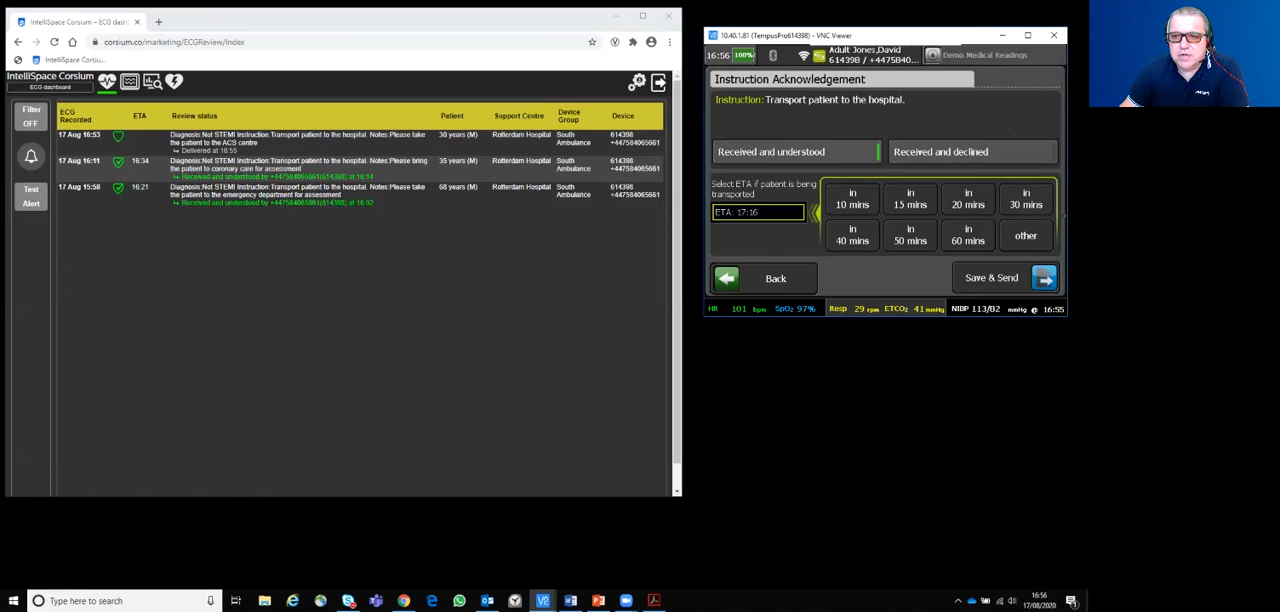 IntelliSpace Corsium – ECG dash
corsium.co/marketing/ECGReview/Index
IntelliSpace Corsiu...
IntelliSpace Corsium
ECG dashboard
Filter
OFF
Test
Alert
ECG Recorded
ETA
Review status
Patient
Support Centre
Device Group
Device
17 Aug 16:53
Diagnosis:Not STEMI Instruction:Transport patient to the hospital. Notes:Please take
the patient to the ACS centre
Delivered at 16:55
30 years (M)
Rotterdam Hospital
South
Ambulance
614398
+447584065661
17 Aug 16:11
16:34
Diagnosis:Not STEMI Instruction:Transport patient to the hospital. Notes:Please bring
the patient to coronary care for assessment
Received and understood by +447584065661(614398) at 16:14
35 years (M)
Rotterdam Hospital
South
Ambulance
614398
+447584065661
17 Aug 15:58
16:21
Diagnosis:Not STEMI Instruction:Transport patient to the hospital. Notes:Please take
the patient to the emergency department for assessment
Received and understood by +447584065661(614398) at 16:02
68 years (M)
Rotterdam Hospital
South
Ambulance
614398
+447584065661
10.40.1.81 (TempusPro614398) - VNC Viewer
16:56
100%
Adult Jones,David
614398 / +4475840...
Demo Medical Readings
Instruction Acknowledgement
Instruction: Transport patient to the hospital.
Received and understood
Received and declined
Select ETA if patient is being
transported
ETA: 17:16
in
10 mins
in
15 mins
in
20 mins
in
30 mins
in
40 mins
in
50 mins
in
60 mins
other
Back
Save & Send
HR 101 bpm SpO2 97% Resp 29 rpm ETCO2 41 mmHg NIBP 113/82 mmHg @ 16:55
Type here to search
16:56
17/08/2020